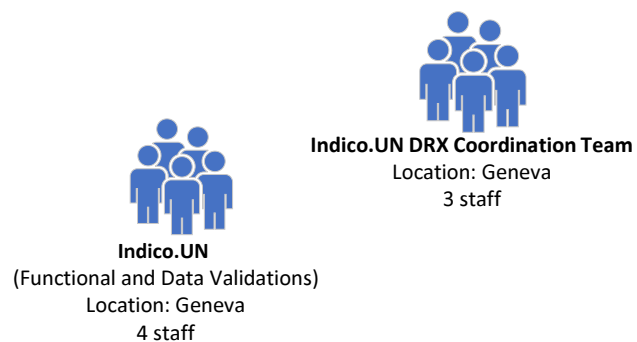 Indico.UN DRX Coordination Team
Location: Geneva
3 staff
Indico.UN
(Functional and Data Validations)
Location: Geneva
4 staff